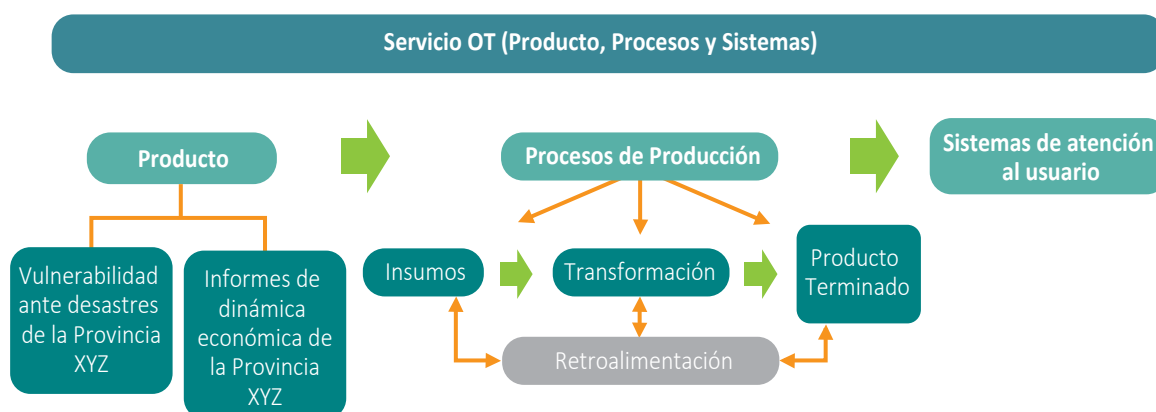 Servicio OT (Producto, Procesos y Sistemas)
Producto
Procesos de Producción
Sistemas de atención
al usuario
Vulnerabilidad
ante desastres
de la Provincia
XYZ
Informes de
dinámica
económica de
la Provincia
XYZ
Insumos
Transformación
Producto
Terminado
Retroalimentación